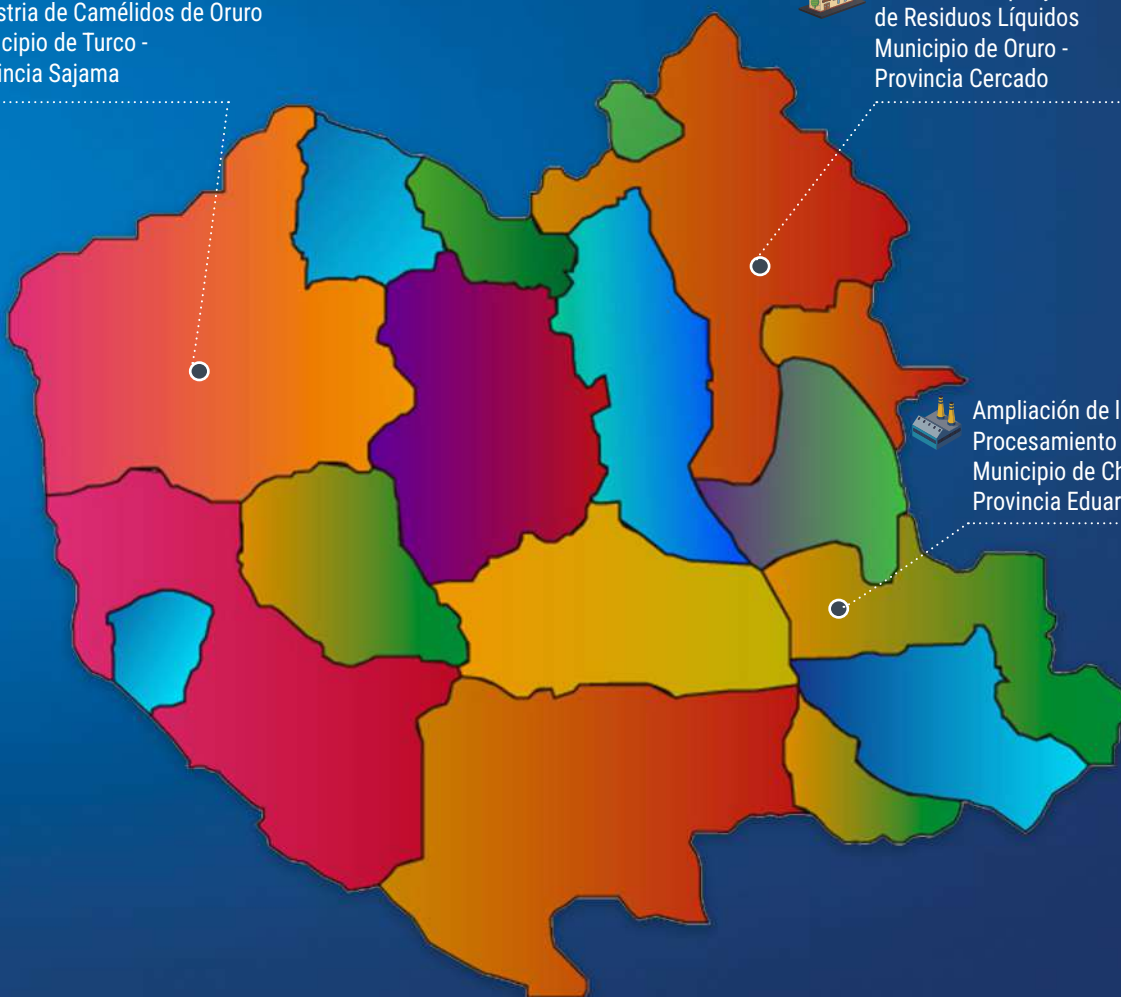 stria de Camélidos de Oruro
cipio de Turco -
incia Sajama
de Residuos Líquidos
Municipio de Oruro -
Provincia Cercado
Ampliación de l
Procesamiento
Municipio de Ch
Provincia Eduar